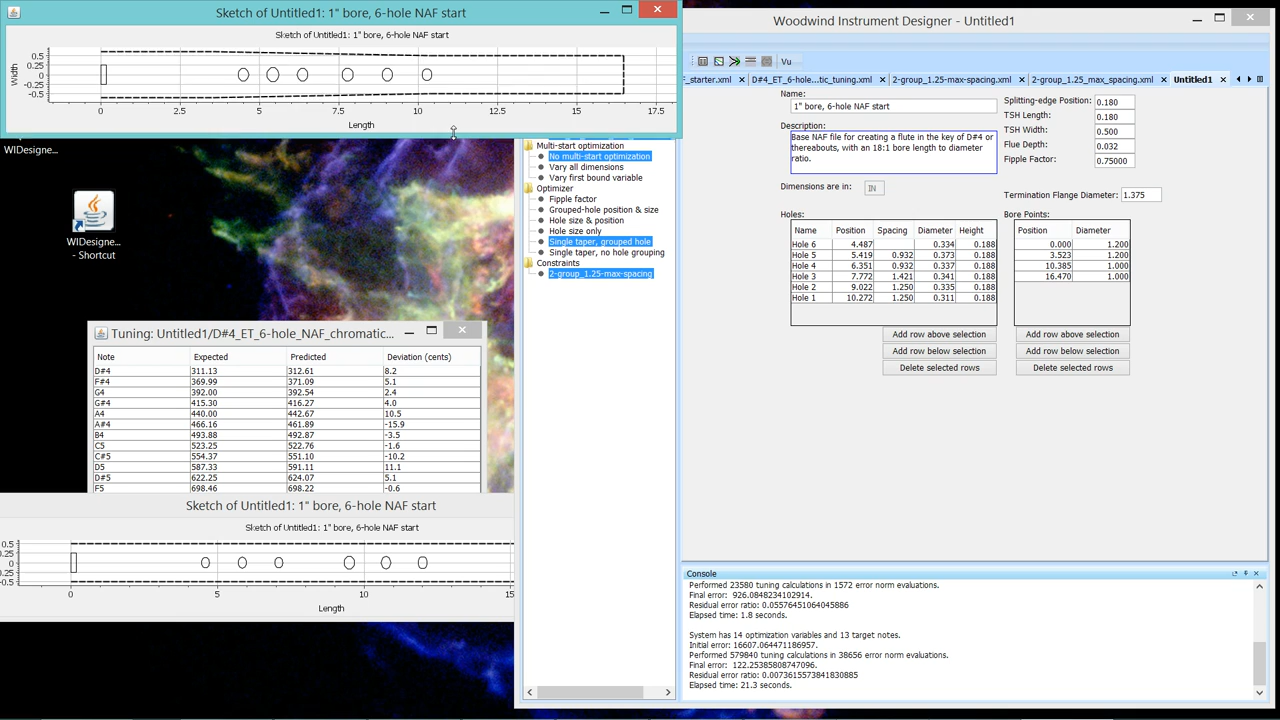 Sketch of Untitled1: 1" bore, 6-hole NAF start
Sketch of Untitled1: 1" bore, 6-hole NAF start
Width
0.5
0.25
0
-0.25
-0.5
0 2.5 5 7.5 10 12.5 15 17.5
Length
WIDesigne...
WIDesigne...
- Shortcut
Woodwind Instrument Designer - Untitled1
Vu
F_starter.xml
D#4_ET_6-hole...tic_tuning.xml
2-group_1.25-max-spacing.xml
2-group_1.25_max_spacing.xml
Untitled1
Multi-start optimization
No multi-start optimization
Vary all dimensions
Vary first bound variable
Optimizer
Fipple factor
Grouped-hole position & size
Hole size & position
Hole size only
Single taper, grouped hole
Single taper, no hole grouping
Constraints
2-group_1.25-max-spacing
Name:
1" bore, 6-hole NAF start
Description:
Base NAF file for creating a flute in the key of D#4 or
thereabouts, with an 18:1 bore length to diameter
ratio.
Dimensions are in: IN
Splitting-edge Position: 0.180
TSH Length: 0.180
TSH Width: 0.500
Flue Depth: 0.032
Fipple Factor: 0.75000
Termination Flange Diameter: 1.375
Holes:
Name Position Spacing Diameter Height
Hole 6 4.487 0.334 0.188
Hole 5 5.419 0.932 0.373 0.188
Hole 4 6.351 0.932 0.337 0.188
Hole 3 7.772 1.421 0.341 0.188
Hole 2 9.022 1.250 0.335 0.188
Hole 1 10.272 1.250 0.311 0.188
Add row above selection
Add row below selection
Delete selected rows
Bore Points:
Position Diameter
0.000 1.200
3.523 1.200
10.385 1.000
16.470 1.000
Add row above selection
Add row below selection
Delete selected rows
Tuning: Untitled1/D#4_ET_6-hole_NAF_chromatic...
Note Expected Predicted Deviation (cents)
D#4 311.13 312.61 8.2
F#4 369.99 371.09 5.1
G4 392.00 392.54 2.4
G#4 415.30 416.27 4.0
A4 440.00 442.67 10.5
A#4 466.16 461.89 -15.9
B4 493.88 492.87 -3.5
C5 523.25 522.76 -1.6
C#5 554.37 551.10 -10.2
D5 587.33 591.11 11.1
D#5 622.25 624.07 5.1
F5 698.46 698.22 -0.6
Sketch of Untitled1: 1" bore, 6-hole NAF start
Sketch of Untitled1: 1" bore, 6-hole NAF start
0.5
0.25
0
0.25
-0.5
0 5 10 15
Length
Console
Performed 23580 tuning calculations in 1572 error norm evaluations.
Final error: 926.0848234102914.
Residual error ratio: 0.05576451064045886
Elapsed time: 1.8 seconds.
System has 14 optimization variables and 13 target notes.
Initial error: 16607.064471186957.
Performed 579840 tuning calculations in 38656 error norm evaluations.
Final error: 122.25385808747096.
Residual error ratio: 0.0073615573841830885
Elapsed time: 21.3 seconds.